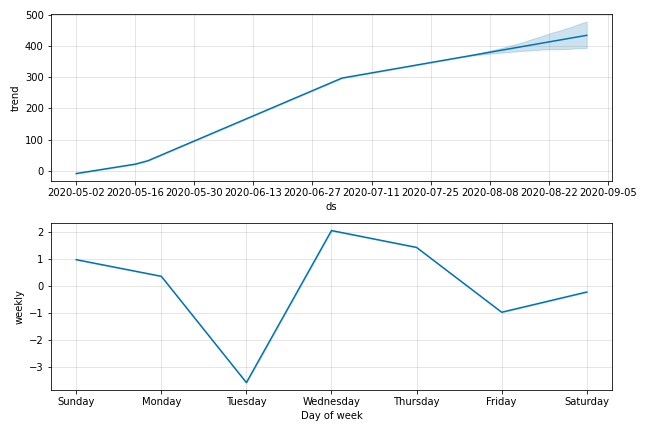 500
400
300
200
100
0
trend
2020-05-02 2020-05-16 2020-05-30 2020-06-13 2020-06-27 2020-07-11 2020-07-25 2020-08-08 2020-08-22 2020-09-05
ds
2
1
0
−1
−2
−3
weekly
Sunday Monday Tuesday Wednesday Thursday Friday Saturday
Day of week